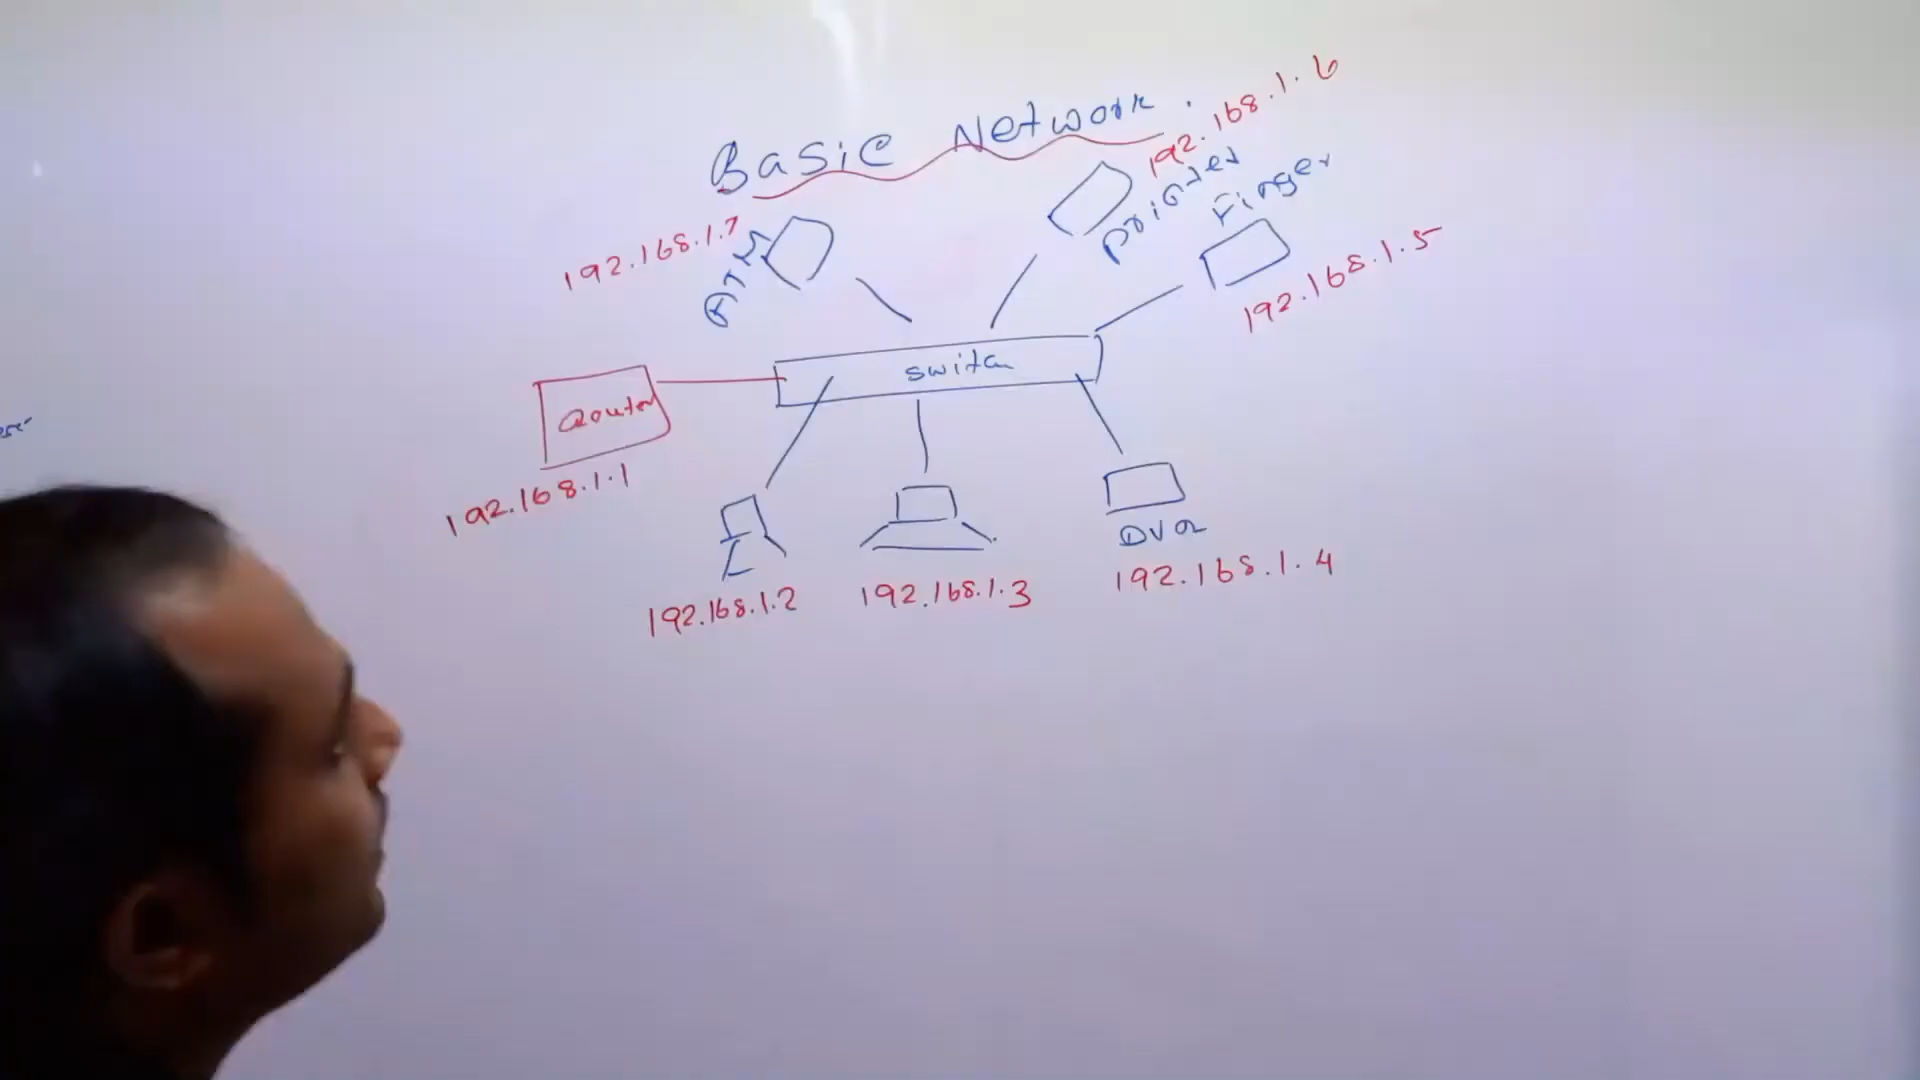 Basic Network.
192.168.1.6
Printer
Finger
192.168.1.5
192.168.1.7
ATM
Switch
Router
192.168.1.1
DVR
192.168.1.2
192.168.1.3
192.168.1.4